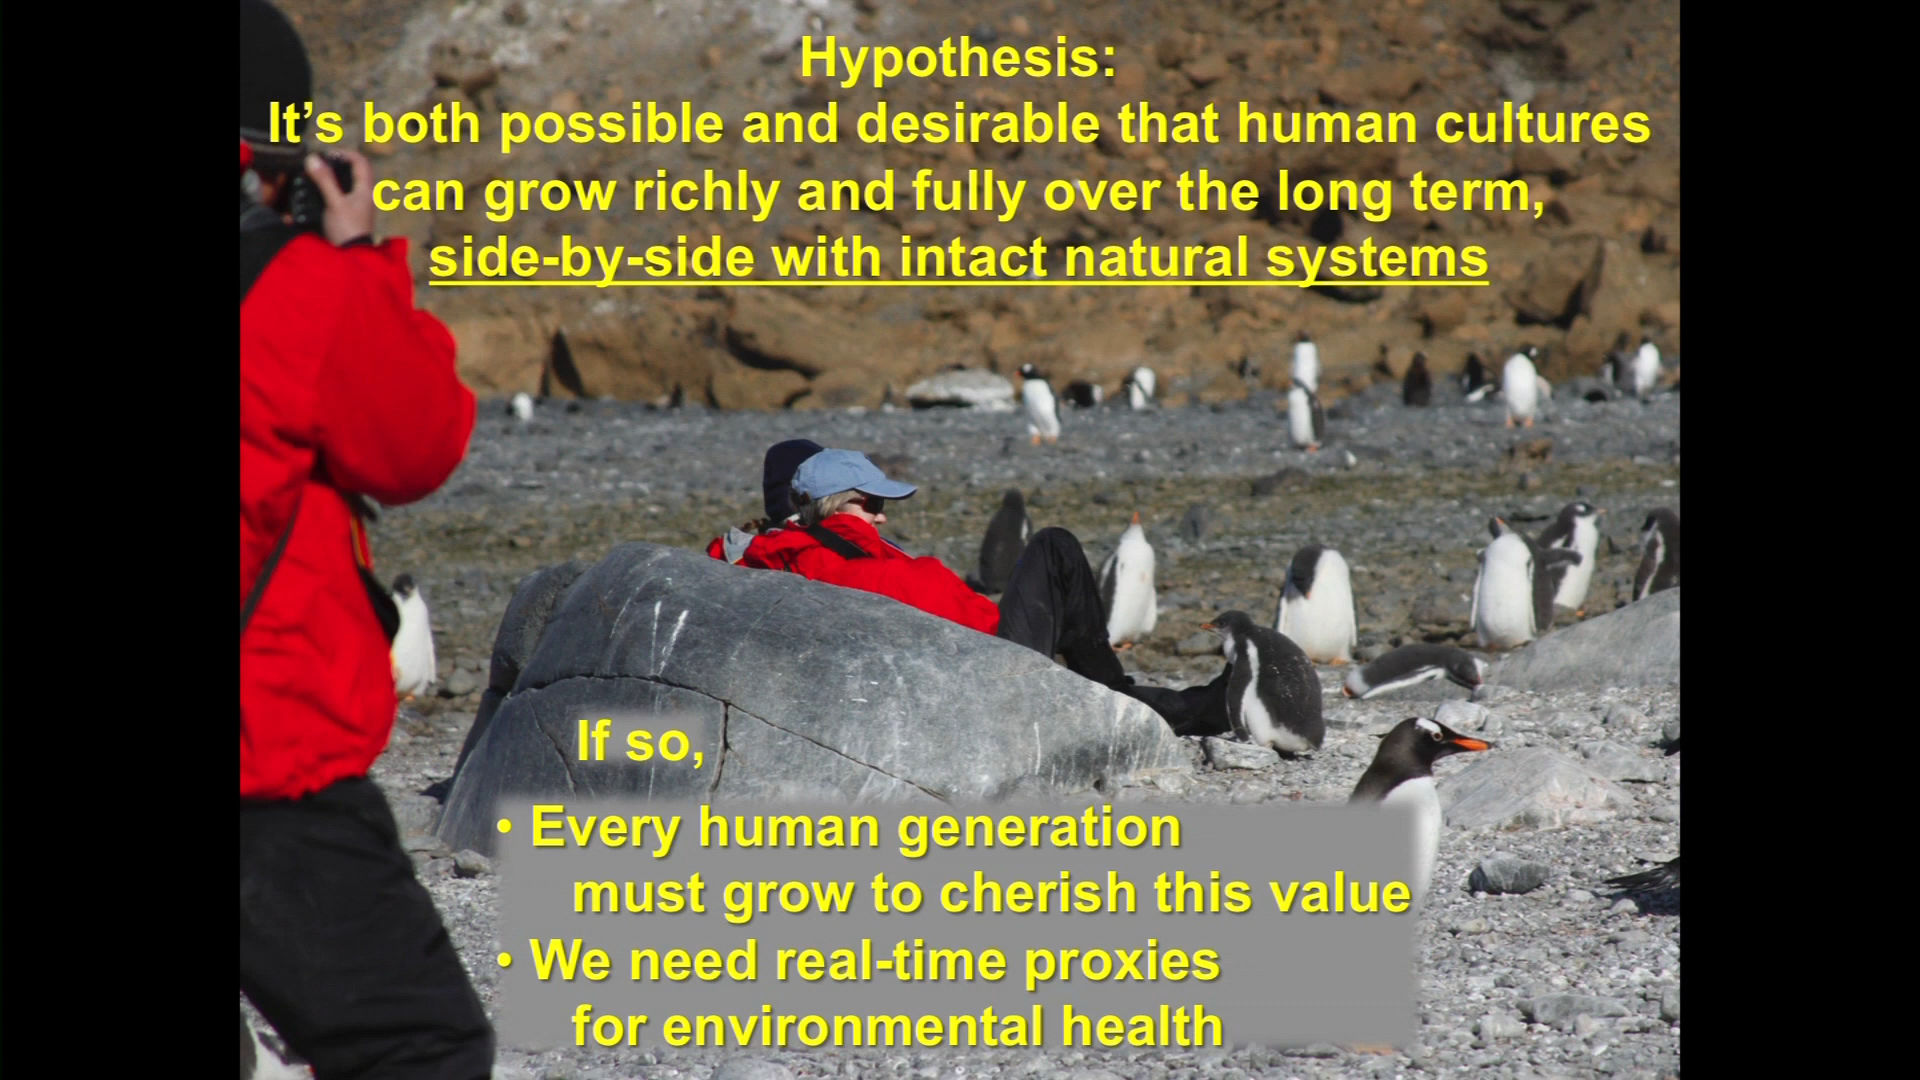 Hypothesis:
It’s both possible and desirable that human cultures
can grow richly and fully over the long term,
side-by-side with intact natural systems
If so,
• Every human generation
must grow to cherish this value
• We need real-time proxies
for environmental health